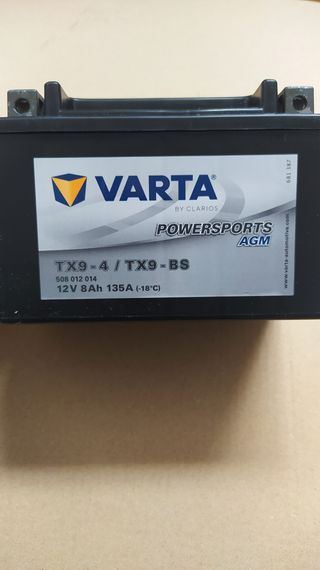 VARTA
BY CLARIOS
POWERSPORTS
AGM
TX9-4 / TX9-BS
508 012 014
12V 8Ah 135A (-18°C)
www.varta-automotive.com